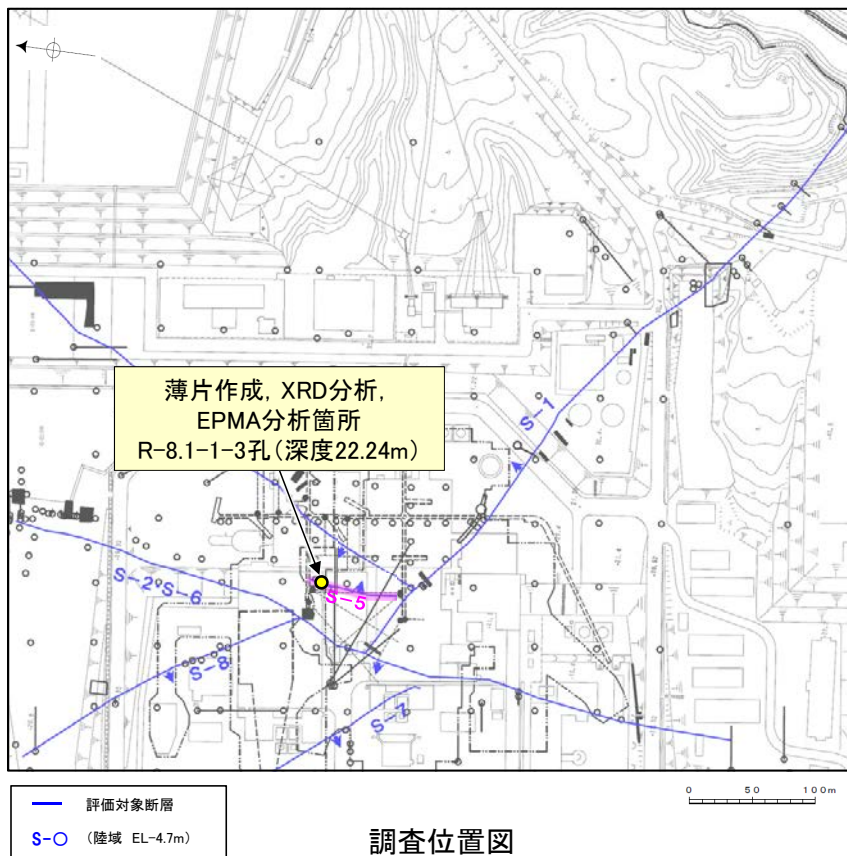 薄片作成, XRD分析,
EPMA分析箇所
R-8.1-1-3孔(深度22.24m)
S-1
S-2･S-6
S-5
S-8
S-7
0 50 100m
評価対象断層
S-○ (陸域 EL-4.7m)
調査位置図